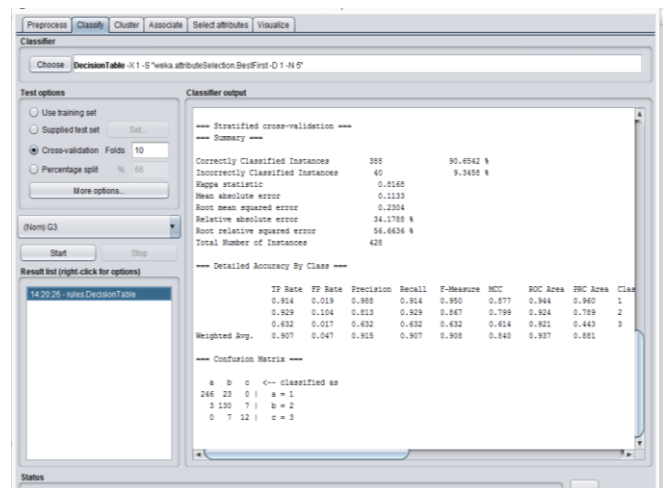 Preprocess Classify Cluster Associate Select attributes Visualize
Classifier
Choose DecisionTable -X 1 -S "weka.attributeSelection.BestFirst -D 1 -N 5"
Test options
Use training set
Supplied test set Set...
Cross-validation Folds 10
Percentage split % 66
More options...
(Nom) G3
Start Stop
Result list (right-click for options)
14:20:26 - rules.DecisionTable
Classifier output
=== Stratified cross-validation ===
=== Summary ===
Correctly Classified Instances 388 90.6542 %
Incorrectly Classified Instances 40 9.3458 %
Kappa statistic 0.8168
Mean absolute error 0.1133
Root mean squared error 0.2304
Relative absolute error 34.1788 %
Root relative squared error 56.6636 %
Total Number of Instances 428
=== Detailed Accuracy By Class ===
TP Rate FP Rate Precision Recall F-Measure MCC ROC Area PRC Area Clas
0.914 0.019 0.988 0.914 0.950 0.877 0.944 0.960 1
0.929 0.104 0.813 0.929 0.867 0.799 0.924 0.789 2
0.632 0.017 0.632 0.632 0.632 0.614 0.921 0.443 3
Weighted Avg. 0.907 0.047 0.915 0.907 0.908 0.840 0.937 0.881
=== Confusion Matrix ===
a b c <-- classified as
246 23 0 | a = 1
3 130 7 | b = 2
0 7 12 | c = 3
Status